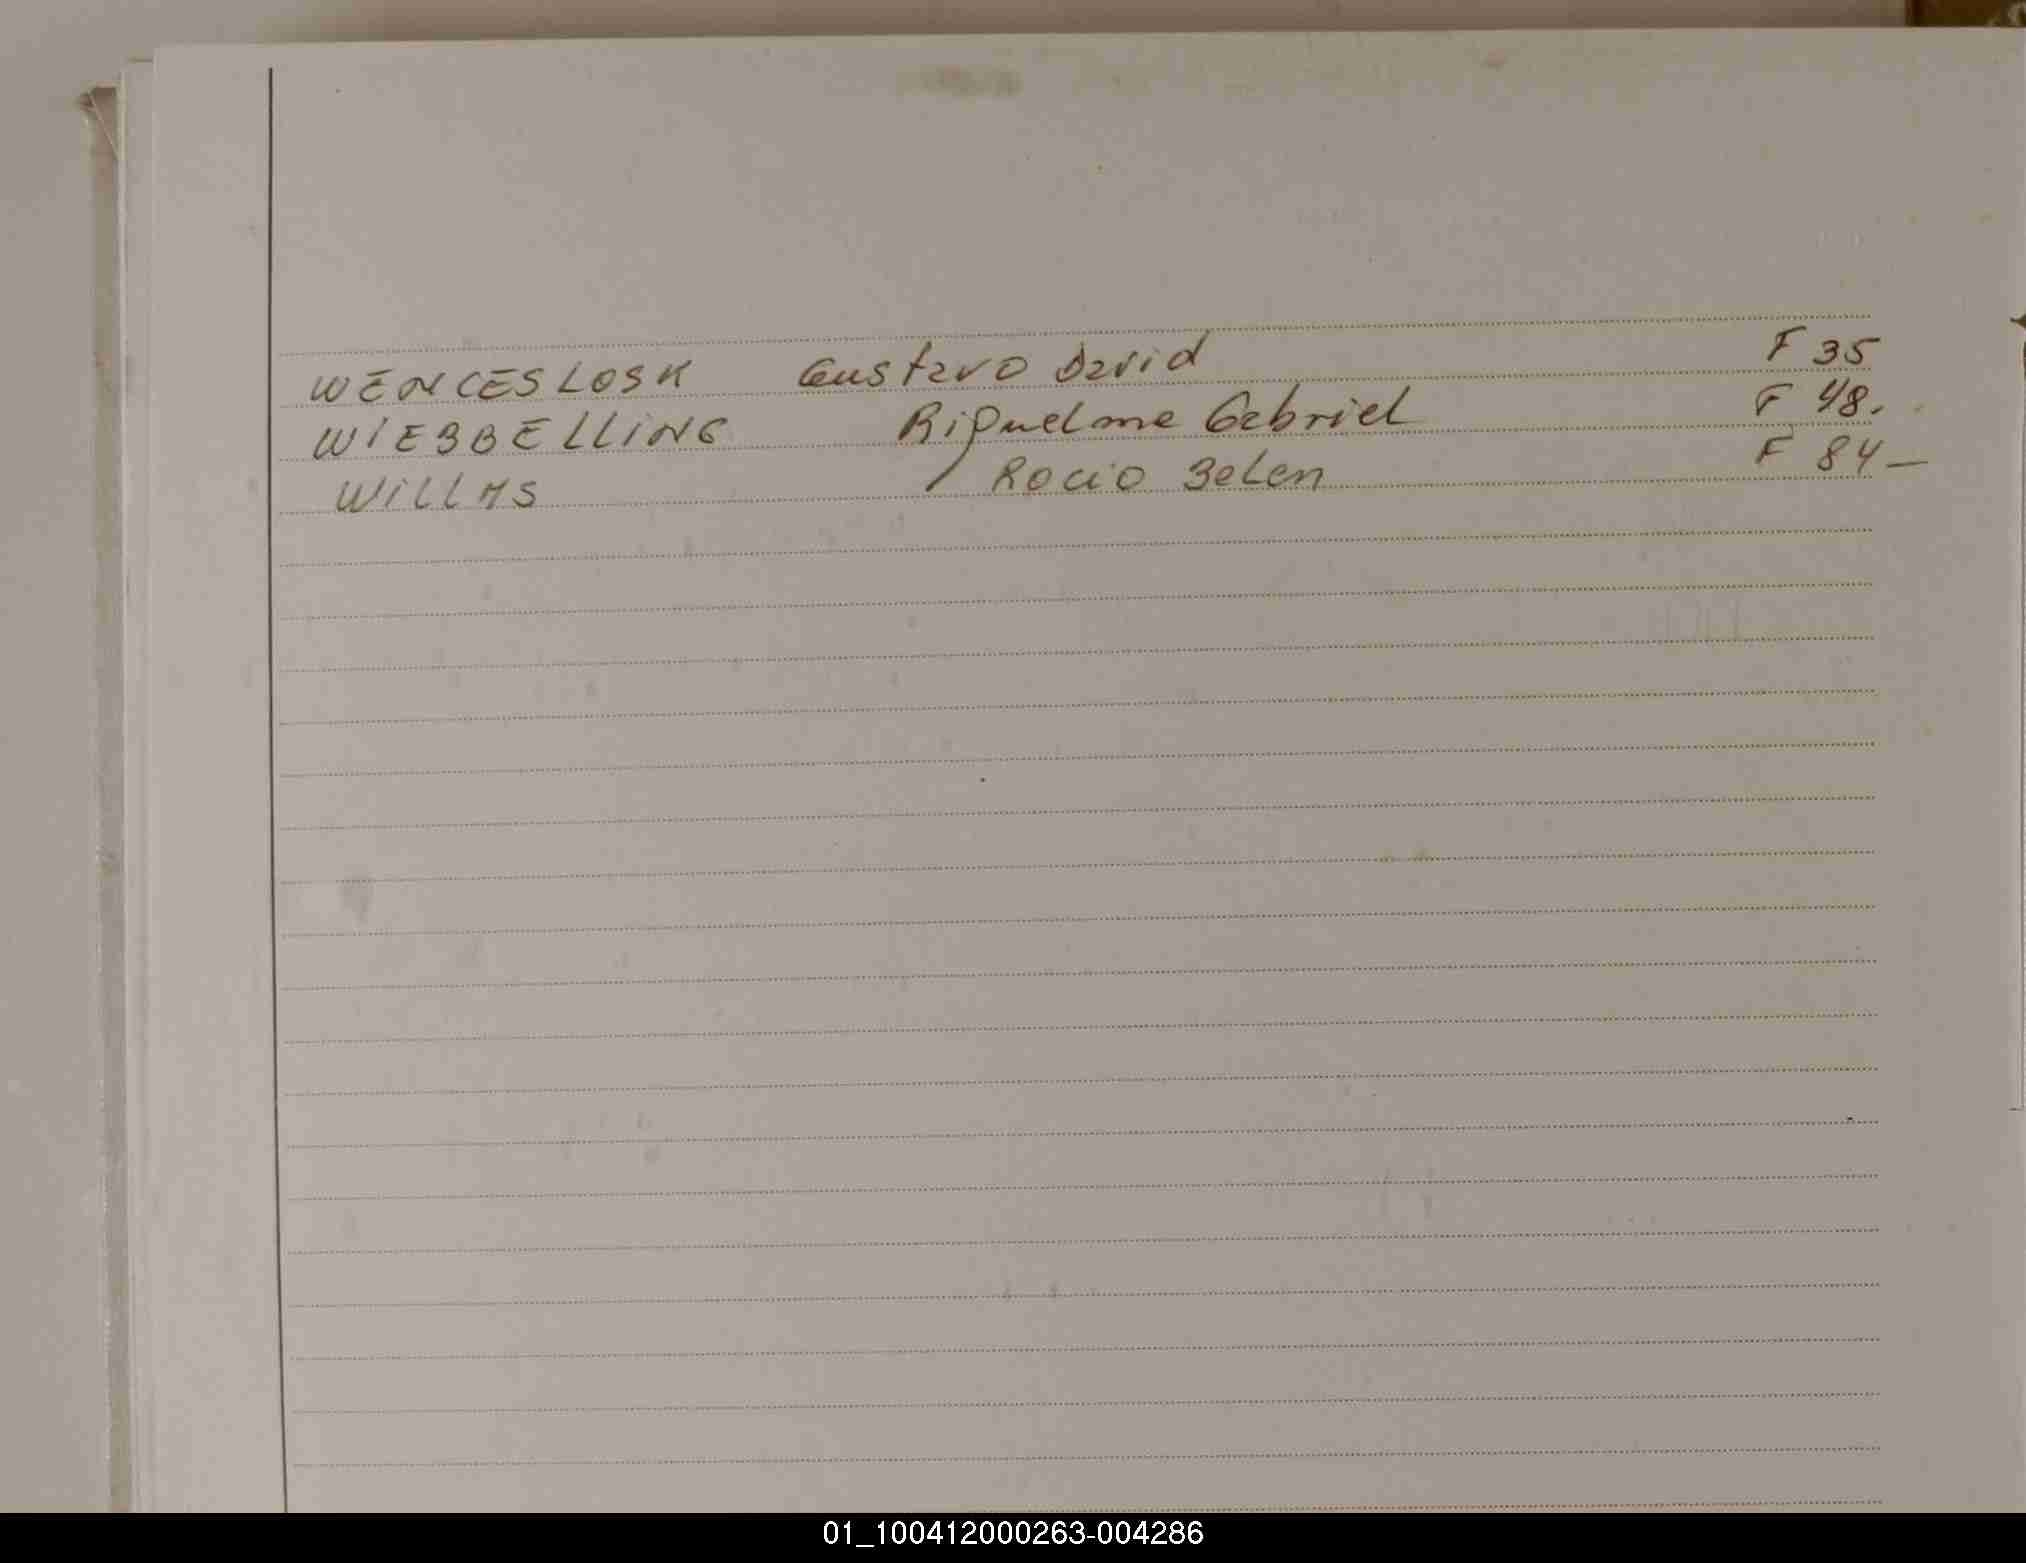 WENCESLOSK Gustavo David F 35
WIEBBELLING Riquelme Gabriel F 48.
WILLMS Rocio Belen F 84-
01_100412000263-004286